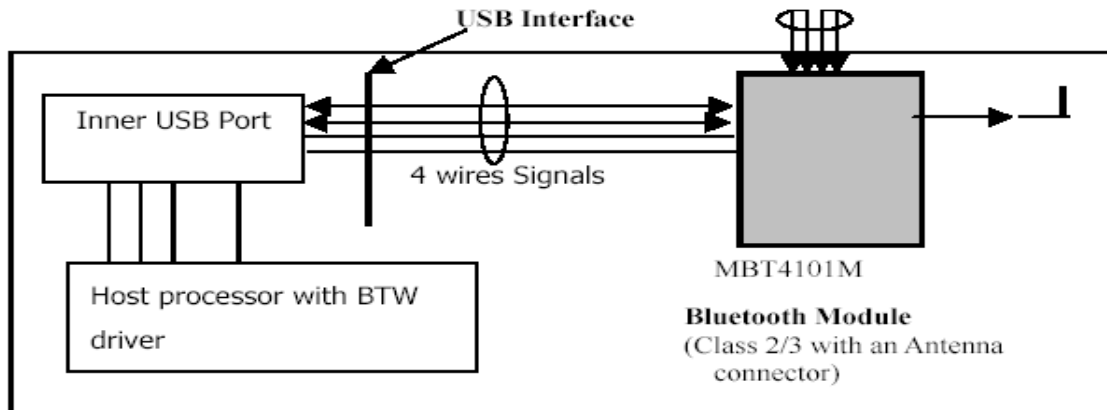 USB Interface
Inner USB Port
4 wires Signals
MBT4101M
Host processor with BTW
driver
Bluetooth Module
(Class 2/3 with an Antenna
connector)